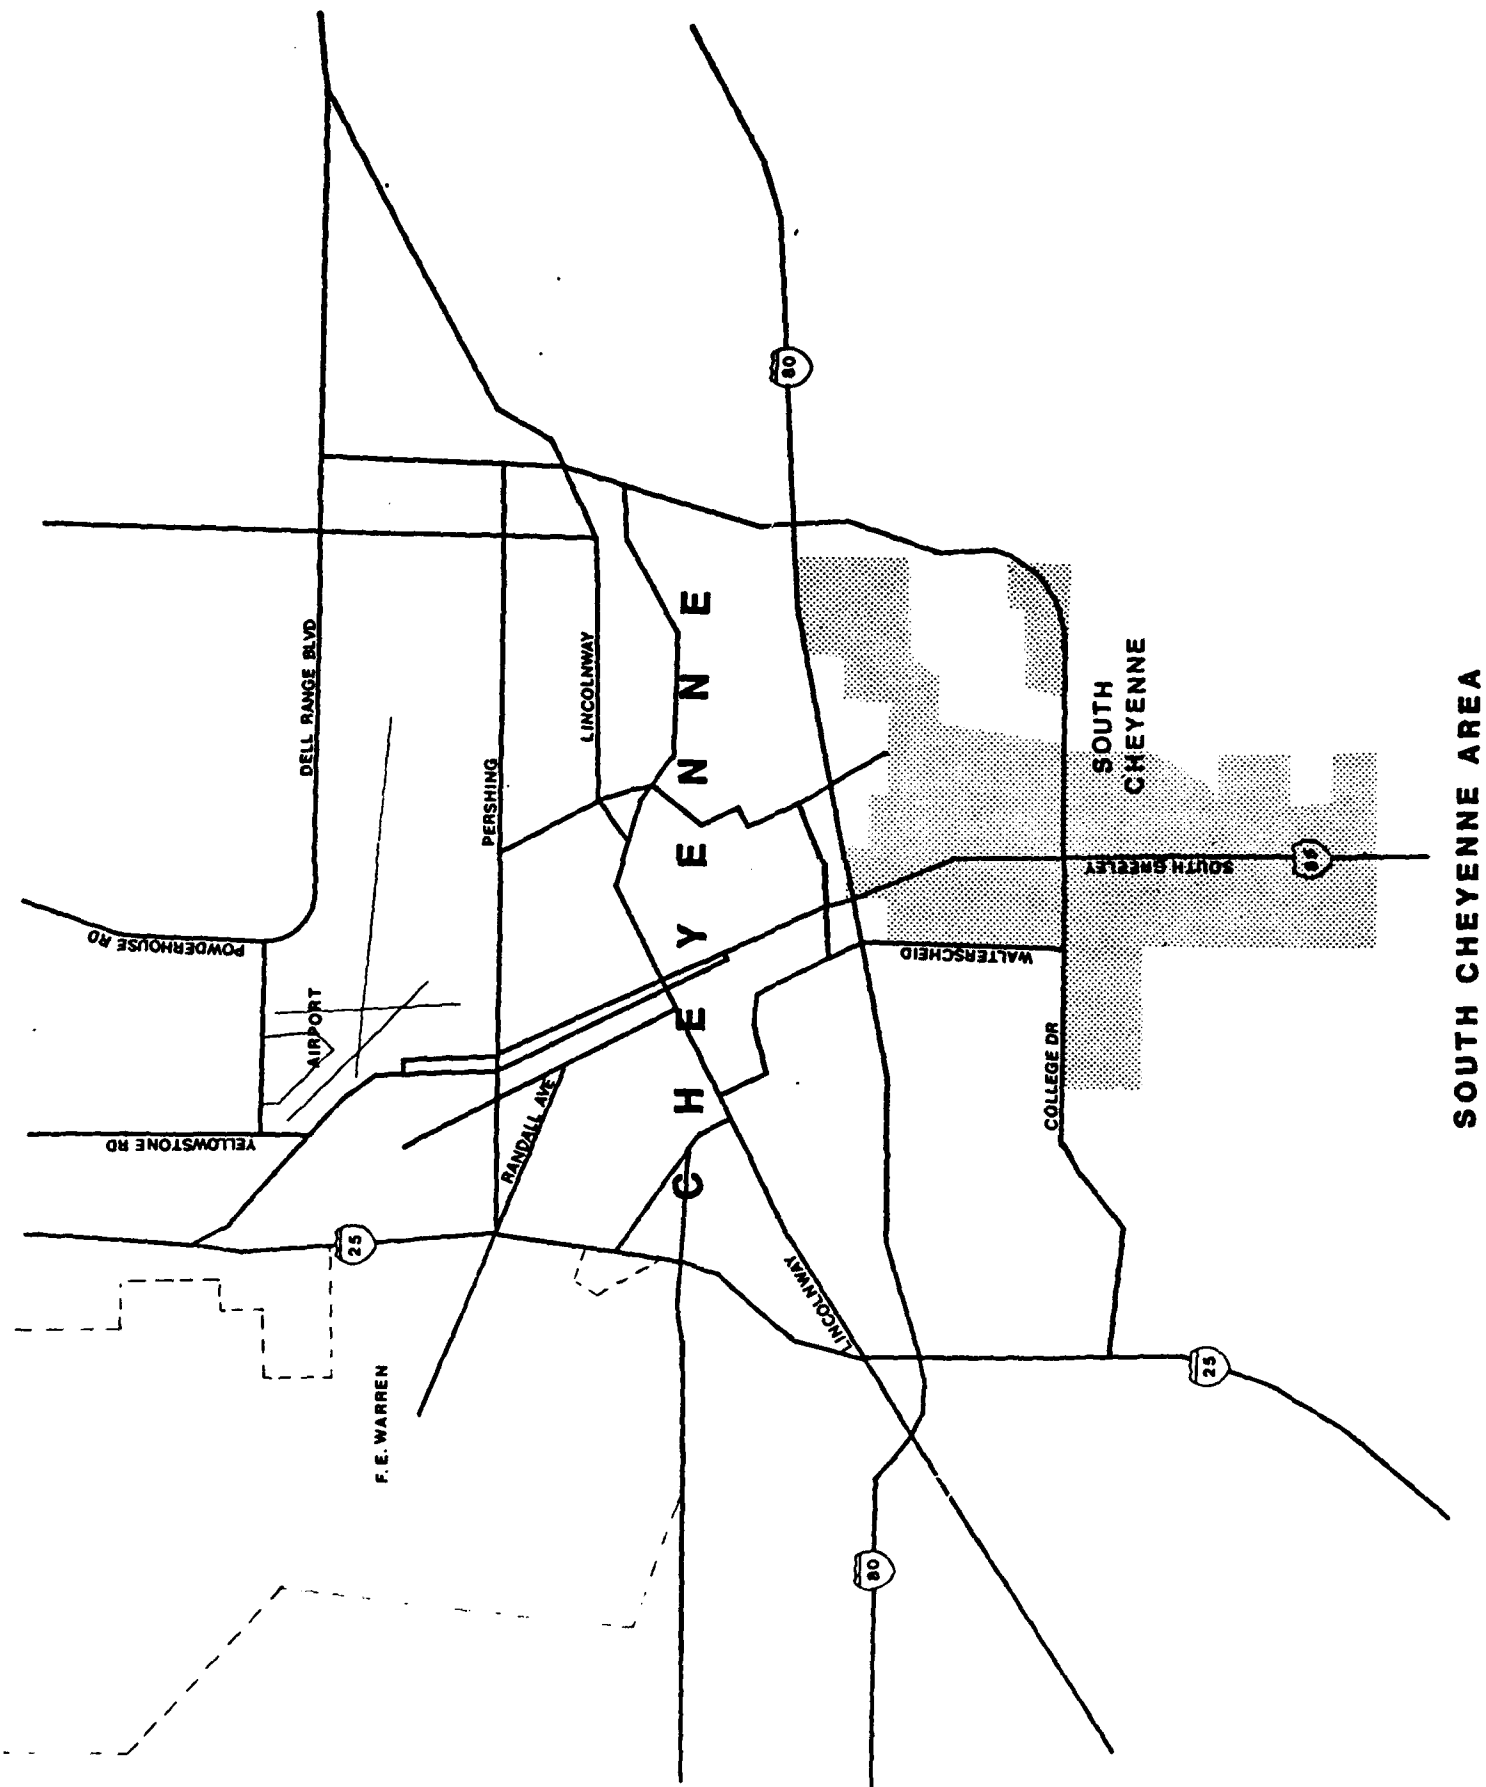 YELLOWSTONE RD
POWDERHOUSE RD
AIRPORT
DELL RANGE BLVD
25
F. E. WARREN
RANDALL AVE
PERSHING
LINCOLNWAY
CHEYENNE
LINCOLNWAY
80
80
WALTERSCHEID
COLLEGE DR
SOUTH GREELEY
SOUTH
CHEYENNE
25
85
SOUTH CHEYENNE AREA